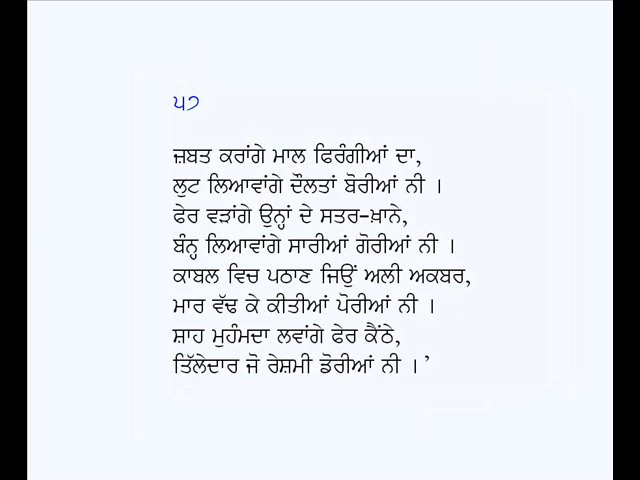 ੫੭
ਜ਼ਬਤ ਕਰਾਂਗੇ ਮਾਲ ਫਿਰੰਗੀਆਂ ਦਾ,
ਲੁਟ ਲਿਆਵਾਂਗੇ ਦੌਲਤਾਂ ਬੋਰੀਆਂ ਨੀ ।
ਫੇਰ ਵੜਾਂਗੇ ਉਨ੍ਹਾਂ ਦੇ ਸਤਰ-ਖ਼ਾਨੇ,
ਬੰਨ੍ਹ ਲਿਆਵਾਂਗੇ ਸਾਰੀਆਂ ਗੋਰੀਆਂ ਨੀ ।
ਕਾਬਲ ਵਿਚ ਪਠਾਣ ਜਿਉਂ ਅਲੀ ਅਕਬਰ,
ਮਾਰ ਵੱਢ ਕੇ ਕੀਤੀਆਂ ਪੋਰੀਆਂ ਨੀ ।
ਸ਼ਾਹ ਮੁਹੰਮਦਾ ਲਵਾਂਗੇ ਫੇਰ ਕੈਂਠੇ,
ਤਿੱਲੇਦਾਰ ਜੋ ਰੇਸ਼ਮੀ ਡੋਰੀਆਂ ਨੀ ।’